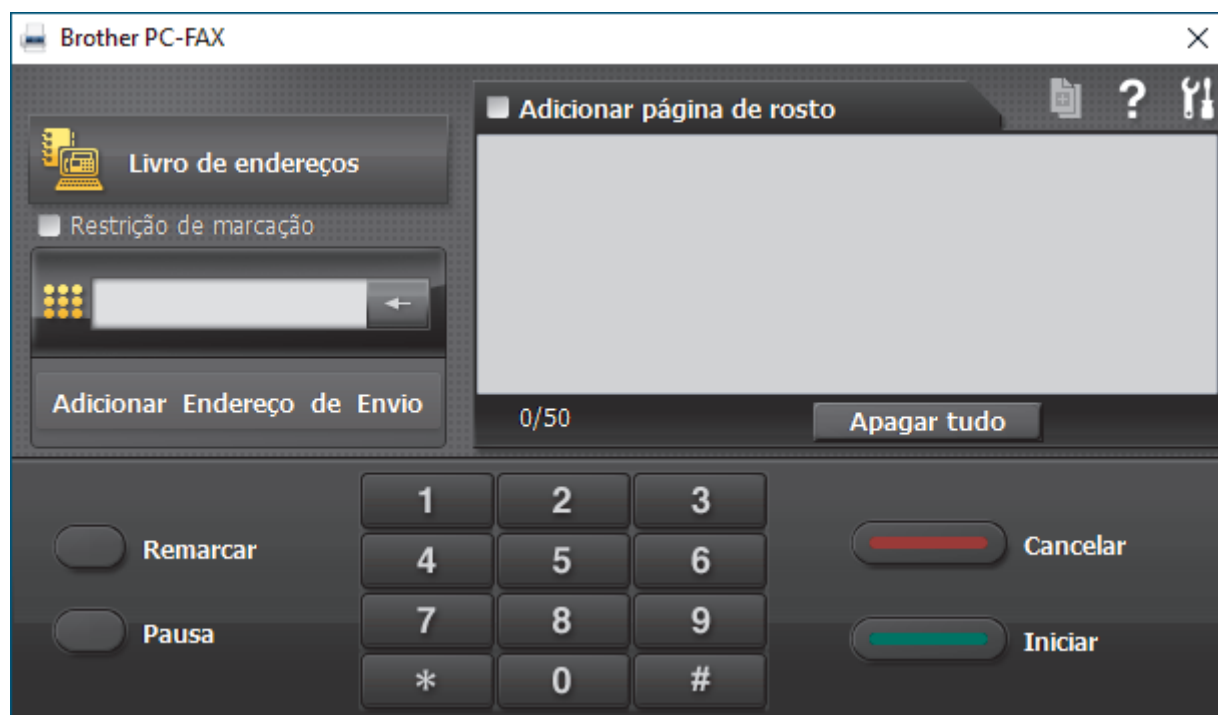 Brother PC-FAX
Adicionar página de rosto
?
Livro de endereços
Restrição de marcação
Adicionar Endereço de Envio
0/50
Apagar tudo
1 2 3
Remarcar
4 5 6
Cancelar
Pausa
7 8 9
Iniciar
* 0 #